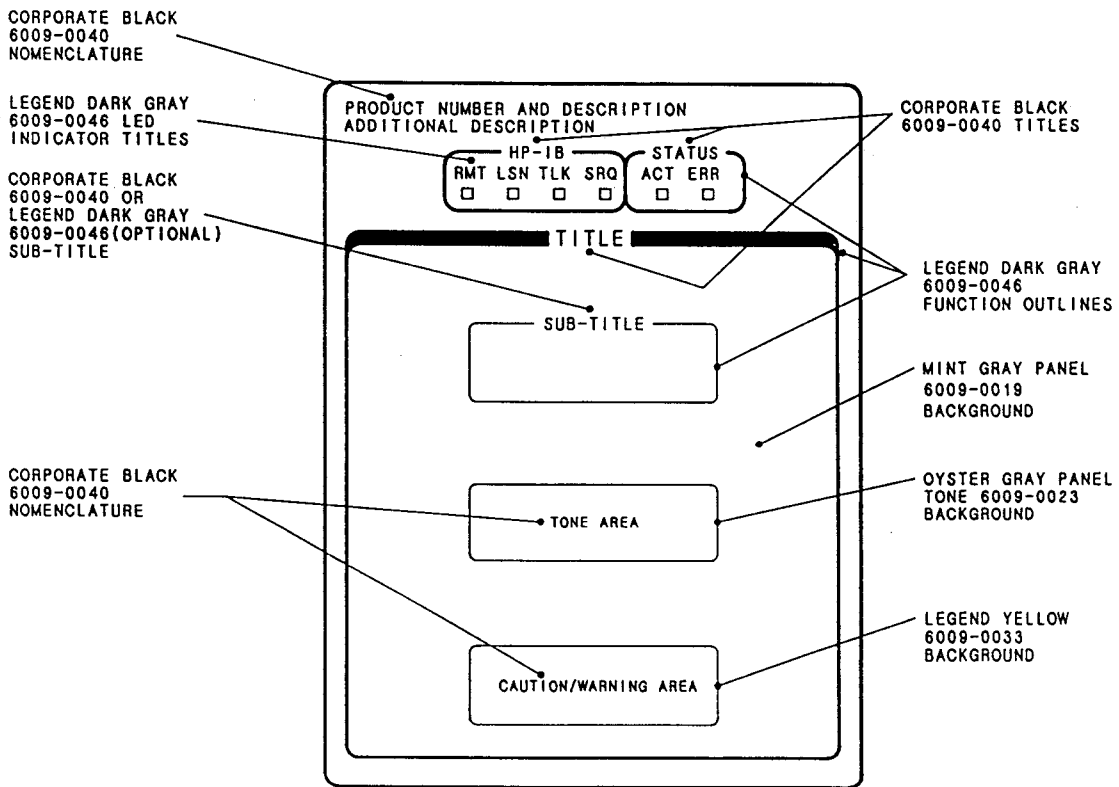 CORPORATE BLACK
6009-0040
NOMENCLATURE
LEGEND DARK GRAY
6009-0046 LED
INDICATOR TITLES
CORPORATE BLACK
6009-0040 OR
LEGEND DARK GRAY
6009-0046(OPTIONAL)
SUB-TITLE
CORPORATE BLACK
6009-0040
NOMENCLATURE
PRODUCT NUMBER AND DESCRIPTION
ADDITIONAL DESCRIPTION
HP-IB STATUS
RMT LSN TLK SRQ ACT ERR
TITLE
SUB-TITLE
TONE AREA
CAUTION/WARNING AREA
CORPORATE BLACK
6009-0040 TITLES
LEGEND DARK GRAY
6009-0046
FUNCTION OUTLINES
MINT GRAY PANEL
6009-0019
BACKGROUND
OYSTER GRAY PANEL
TONE 6009-0023
BACKGROUND
LEGEND YELLOW
6009-0033
BACKGROUND